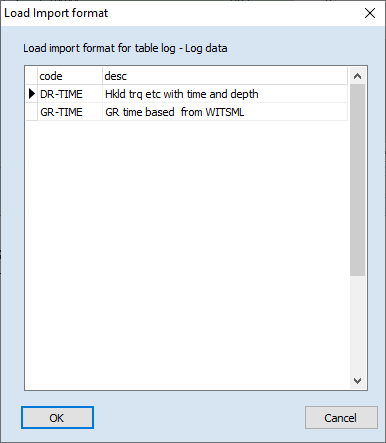 Load Import format
Load import format for table log - Log data
code desc
DR-TIME Hkld trq etc with time and depth
GR-TIME GR time based  from WITSML
OK Cancel